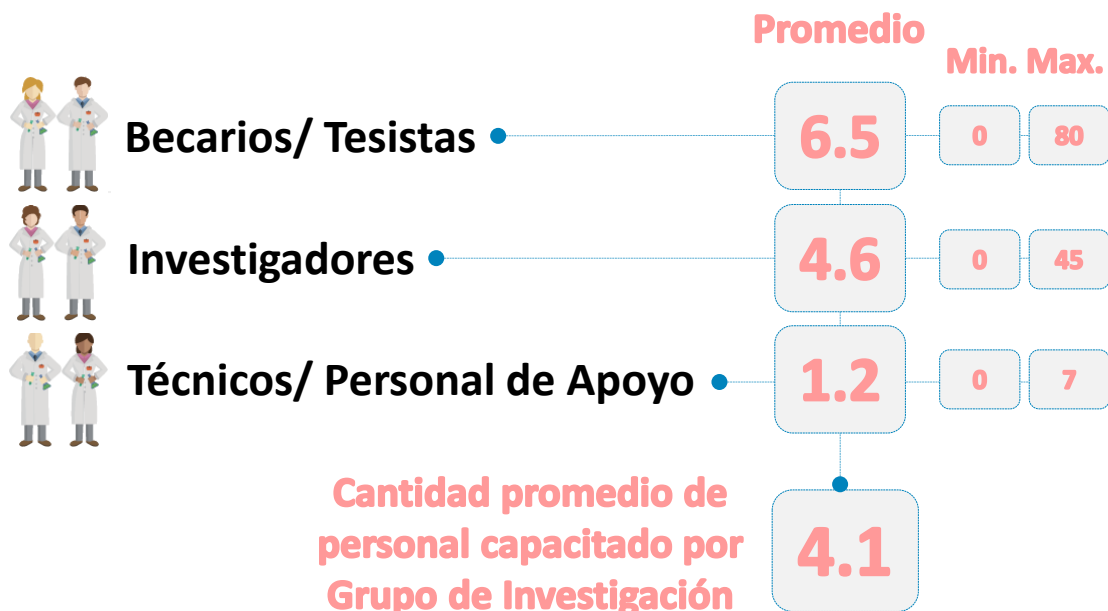 Promedio
Min. Max.
Becarios/ Tesistas 6.5 0 80
Investigadores 4.6 0 45
Técnicos/ Personal de Apoyo 1.2 0 7
Cantidad promedio de
personal capacitado por
Grupo de Investigación
4.1